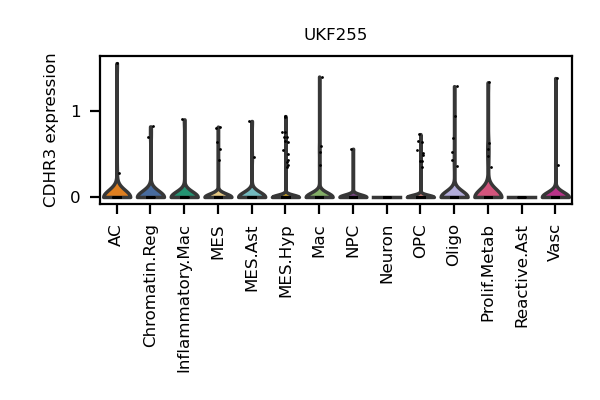 UKF255
CDHR3 expression
1
0
AC
Chromatin.Reg
Inflammatory.Mac
MES
MES.Ast
MES.Hyp
Mac
NPC
Neuron
OPC
Oligo
Prolif.Metab
Reactive.Ast
Vasc